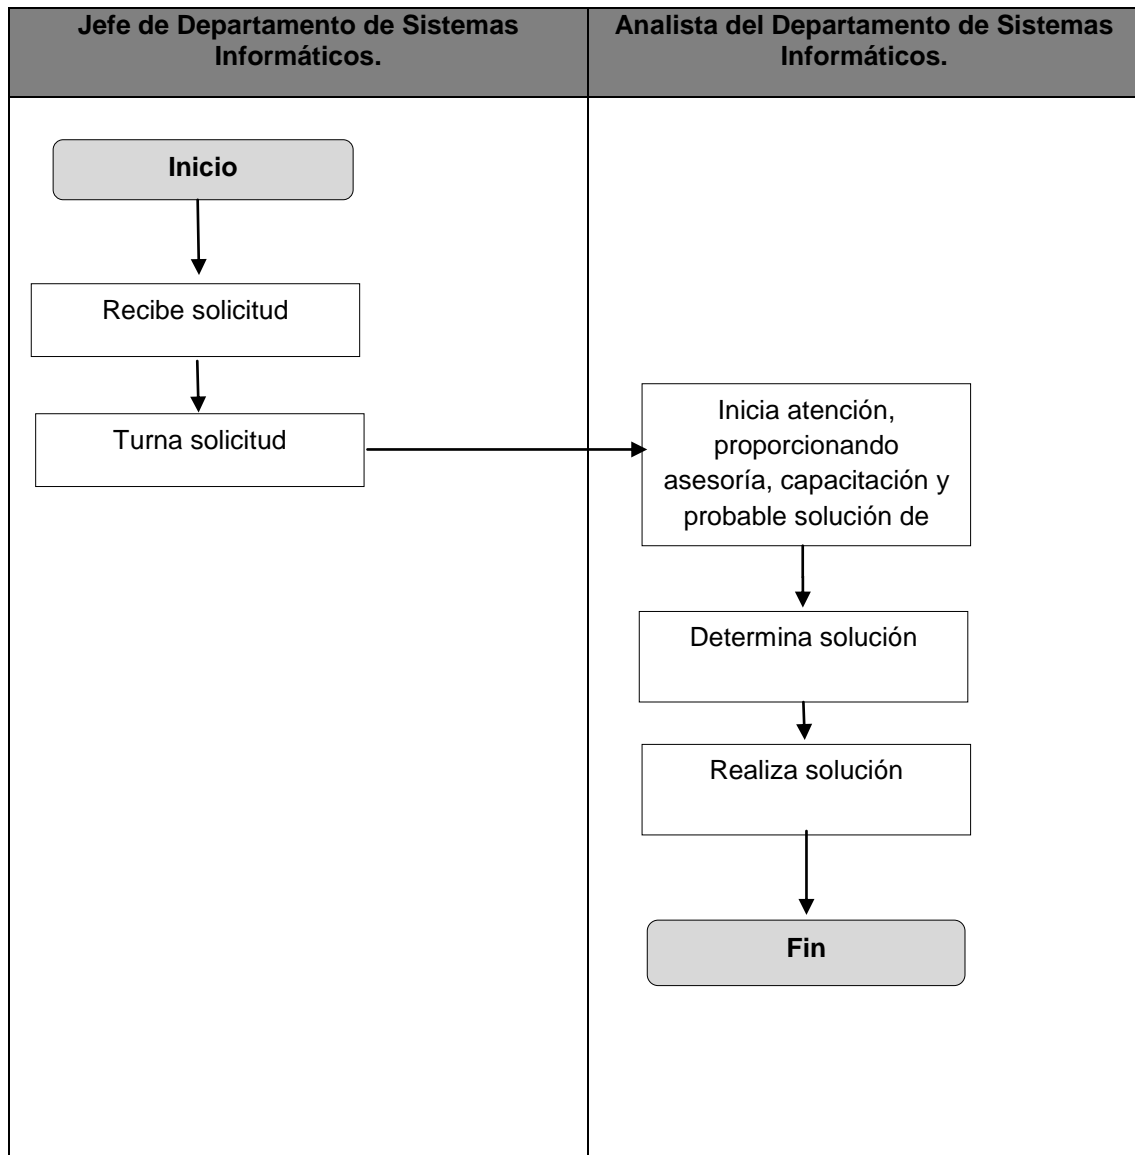 Jefe de Departamento de Sistemas
Informáticos.
Analista del Departamento de Sistemas
Informáticos.
Inicio
Recibe solicitud
Turna solicitud
Inicia atención,
proporcionando
asesoría, capacitación y
probable solución de
Determina solución
Realiza solución
Fin